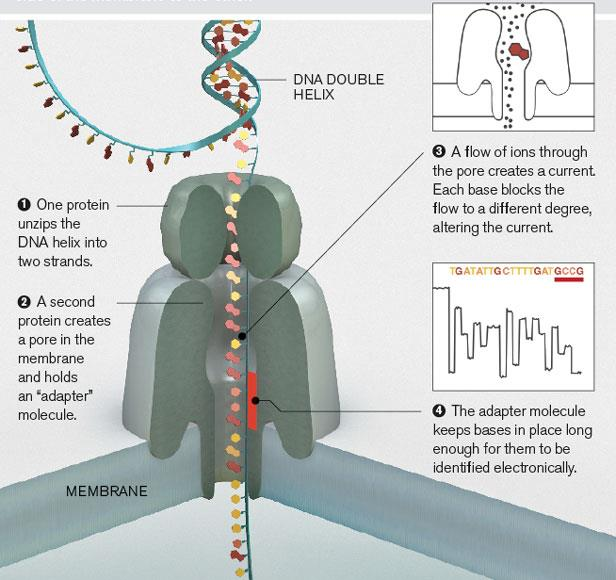 DNA DOUBLE
HELIX
❶ One protein
unzips the
DNA helix into
two strands.
❷ A second
protein creates
a pore in the
membrane
and holds
an “adapter”
molecule.
MEMBRANE
❸ A flow of ions through
the pore creates a current.
Each base blocks the
flow to a different degree,
altering the current.
TGATATTGCTTTTGATGCCG
❹ The adapter molecule
keeps bases in place long
enough for them to be
identified electronically.